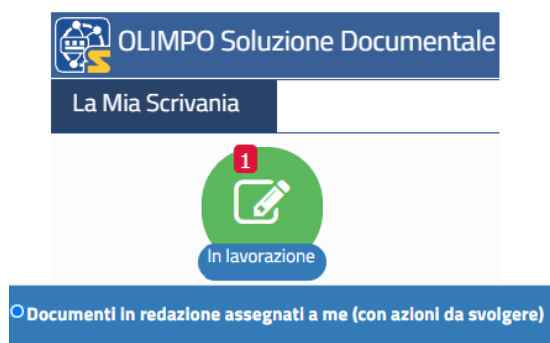 OLIMPO Soluzione Documentale
La Mia Scrivania
1
In lavorazione
Documenti in redazione assegnati a me (con azioni da svolgere)